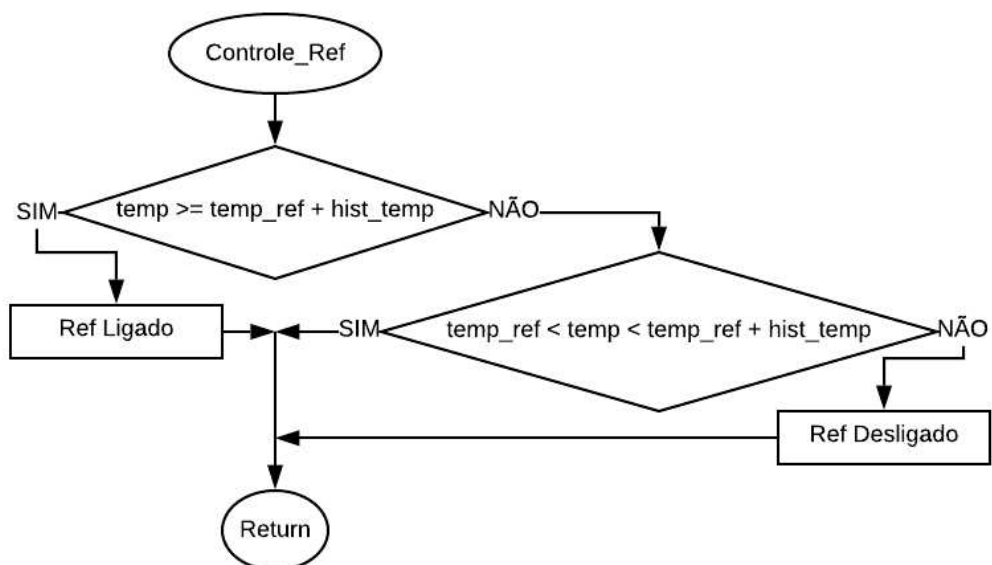 Controle_Ref
temp >= temp_ref + hist_temp
SIM
NÃO
Ref Ligado
SIM
temp_ref < temp < temp_ref + hist_temp
NÃO
Ref Desligado
Return